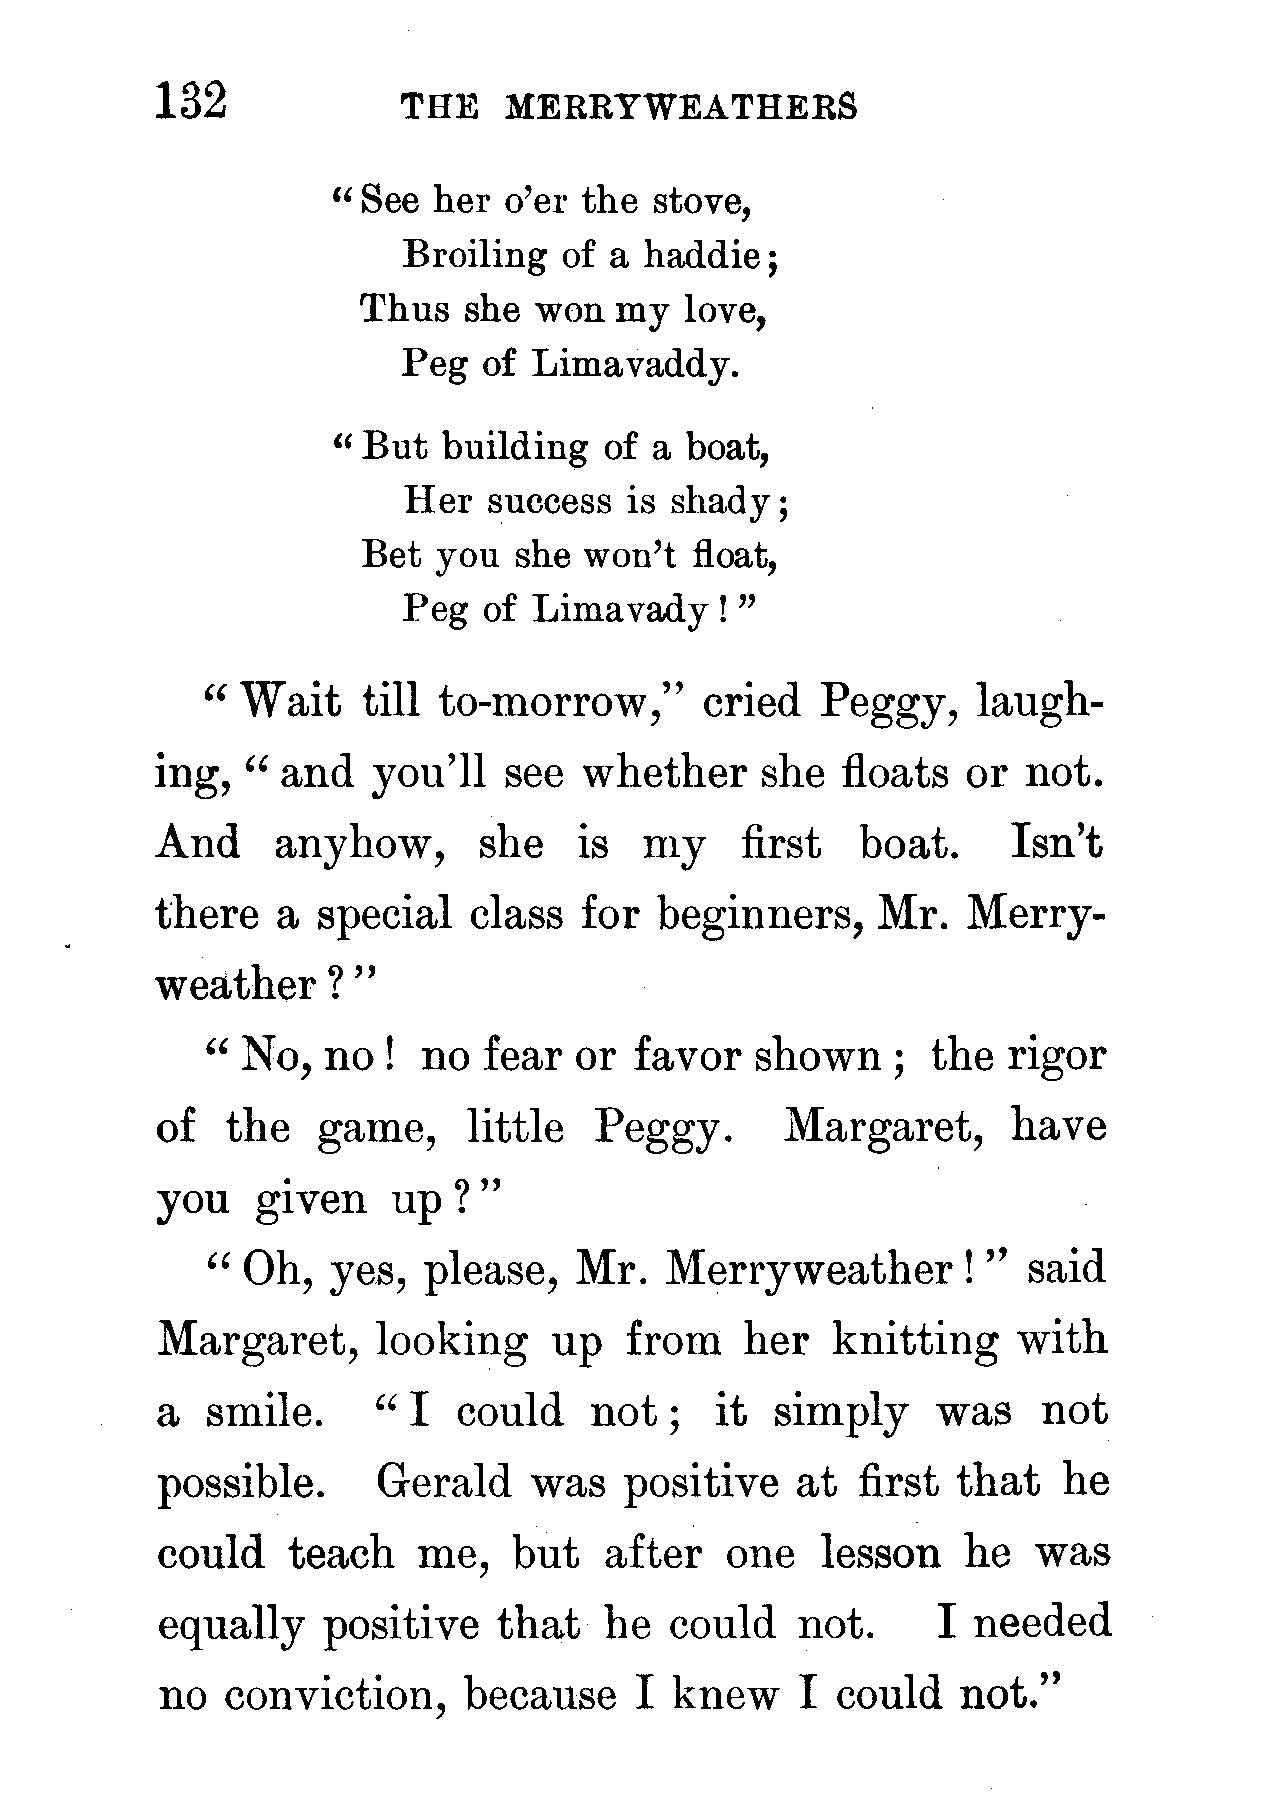 132 THE MERRYWEATHERS
“See her o’er the stove,
Broiling of a haddie;
Thus she won my love,
Peg of Limavaddy.
“But building of a boat,
Her success is shady;
Bet you she won’t float,
Peg of Limavady!”
“Wait till to-morrow,” cried Peggy, laugh-
ing, “and you’ll see whether she floats or not.
And anyhow, she is my first boat. Isn’t
there a special class for beginners, Mr. Merry-
weather?”
“No, no! no fear or favor shown; the rigor
of the game, little Peggy. Margaret, have
you given up?”
“Oh, yes, please, Mr. Merryweather!” said
Margaret, looking up from her knitting with
a smile. “I could not; it simply was not
possible. Gerald was positive at first that he
could teach me, but after one lesson he was
equally positive that he could not. I needed
no conviction, because I knew I could not.”